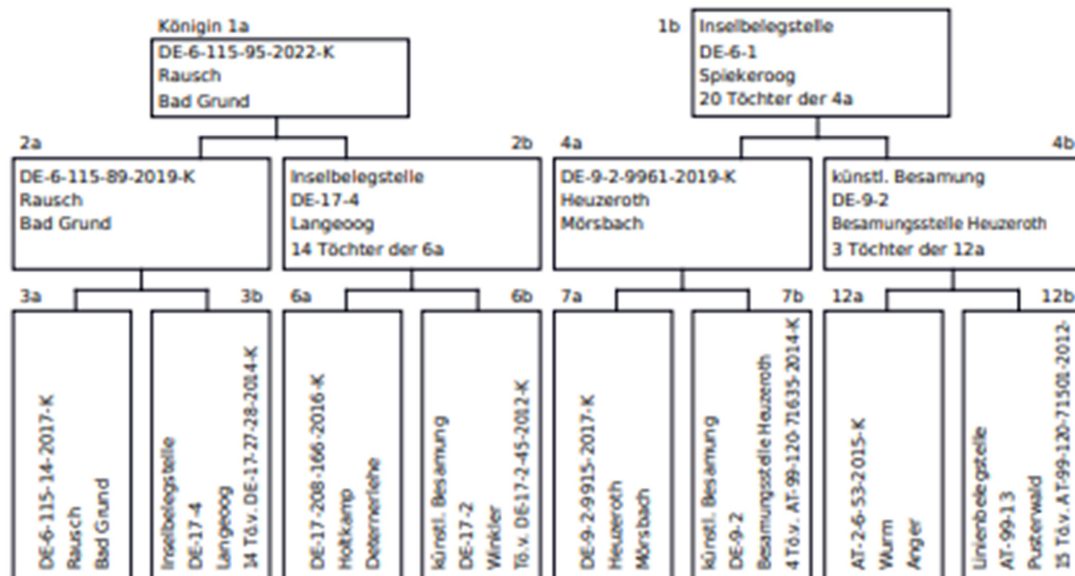 Königin 1a
DE-6-115-95-2022-K
Rausch
Bad Grund
1b
Inselbelegstelle
DE-6-1
Spiekeroog
20 Töchter der 4a
2a
DE-6-115-89-2019-K
Rausch
Bad Grund
2b
Inselbelegstelle
DE-17-4
Langeoog
14 Töchter der 6a
4a
DE-9-2-9961-2019-K
Heuzeroth
Mörsbach
4b
künstl. Besamung
DE-9-2
Besamungsstelle Heuzeroth
3 Töchter der 12a
3a
DE-6-115-14-2017-K
Rausch
Bad Grund
3b
Inselbelegstelle
DE-17-4
Langeoog
14 Tö.v. DE-17-27-28-2014-K
6a
DE-17-208-166-2016-K
Holtkamp
Deternerlehe
6b
künstl. Besamung
DE-17-2
Winkler
Tö.v. DE-17-2-45-2012-K
7a
DE-9-2-9915-2017-K
Heuzeroth
Mörsbach
7b
künstl. Besamung
DE-9-2
Besamungsstelle Heuzeroth
4 Tö.v. AT-99-120-71635-2014-K
12a
AT-2-6-53-2015-K
Wurm
Anger
12b
Linienbelegstelle
AT-99-13
Pusterwald
15 Tö.v. AT-99-120-71501-2012-